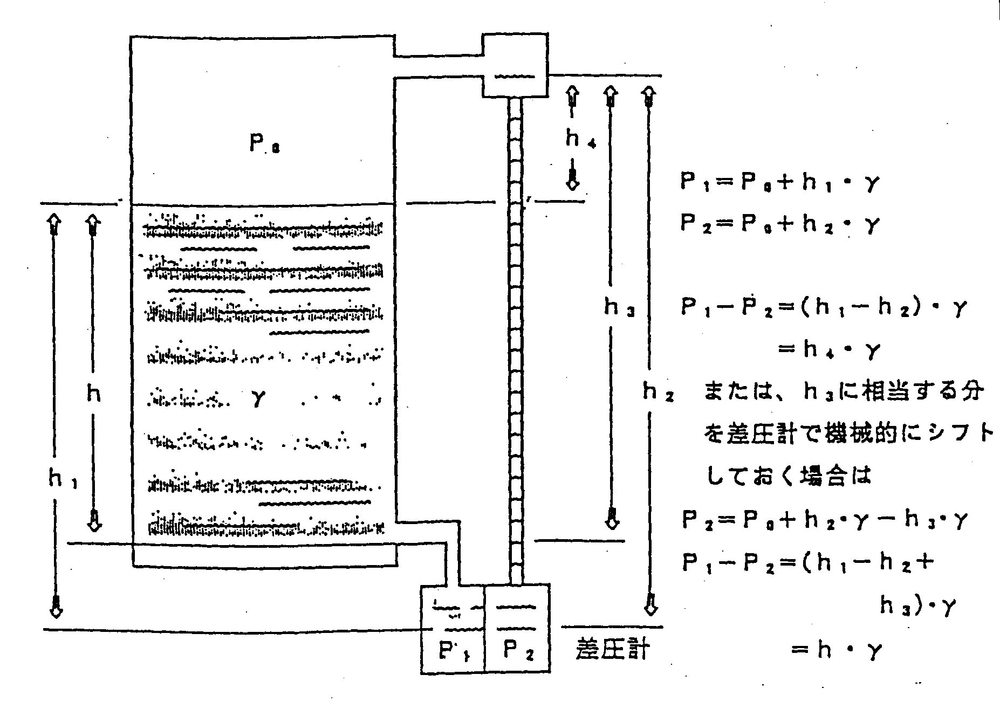 P₀
h₄
h₃
h₂
h
h₁
γ
P₁
P₂
差圧計
P₁=P₀+h₁・γ
P₂=P₀+h₂・γ
P₁−P₂=(h₁−h₂)・γ
=h₄・γ
または、h₃に相当する分
を差圧計で機械的にシフト
しておく場合は
P₂=P₀+h₂・γ−h₃・γ
P₁−P₂=(h₁−h₂+
h₃)・γ
=h・γ